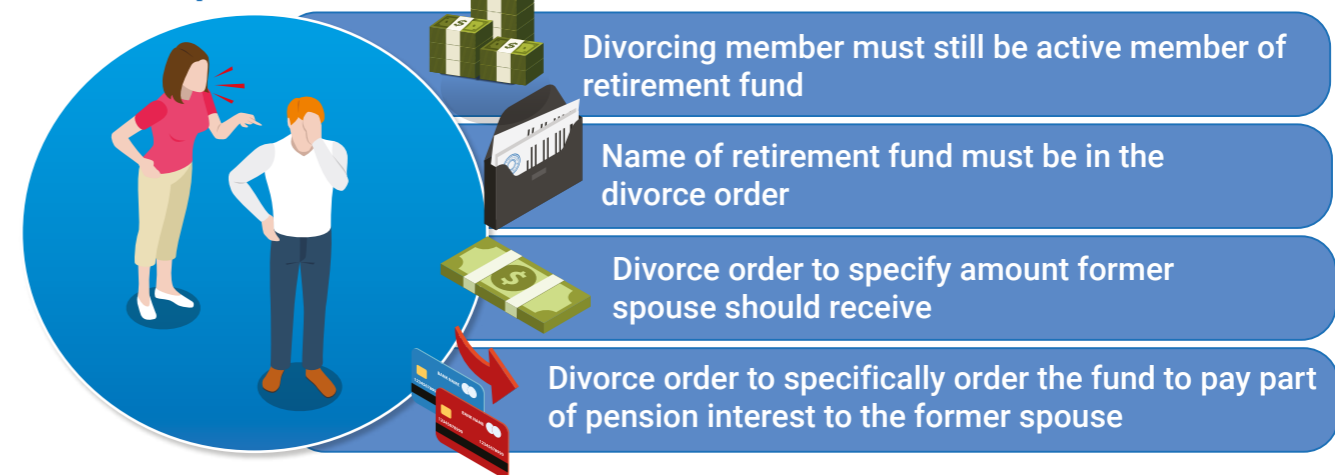 Divorcing member must still be active member of
retirement fund
Name of retirement fund must be in the
divorce order
Divorce order to specify amount former
spouse should receive
Divorce order to specifically order the fund to pay part
of pension interest to the former spouse